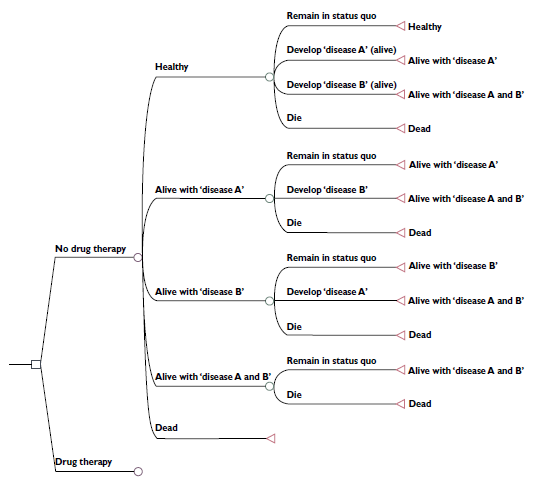 Remain in status quo
Healthy
Develop ‘disease A’ (alive)
Healthy
Alive with ‘disease A’
Develop ‘disease B’ (alive)
Alive with ‘disease A and B’
Die
Dead
Remain in status quo
Alive with ‘disease A’
Alive with ‘disease A’
Develop ‘disease B’
Alive with ‘disease A and B’
Die
Dead
No drug therapy
Remain in status quo
Alive with ‘disease B’
Alive with ‘disease B’
Develop ‘disease A’
Alive with ‘disease A and B’
Die
Dead
Remain in status quo
Alive with ‘disease A and B’
Alive with ‘disease A and B’
Die
Dead
Dead
Drug therapy